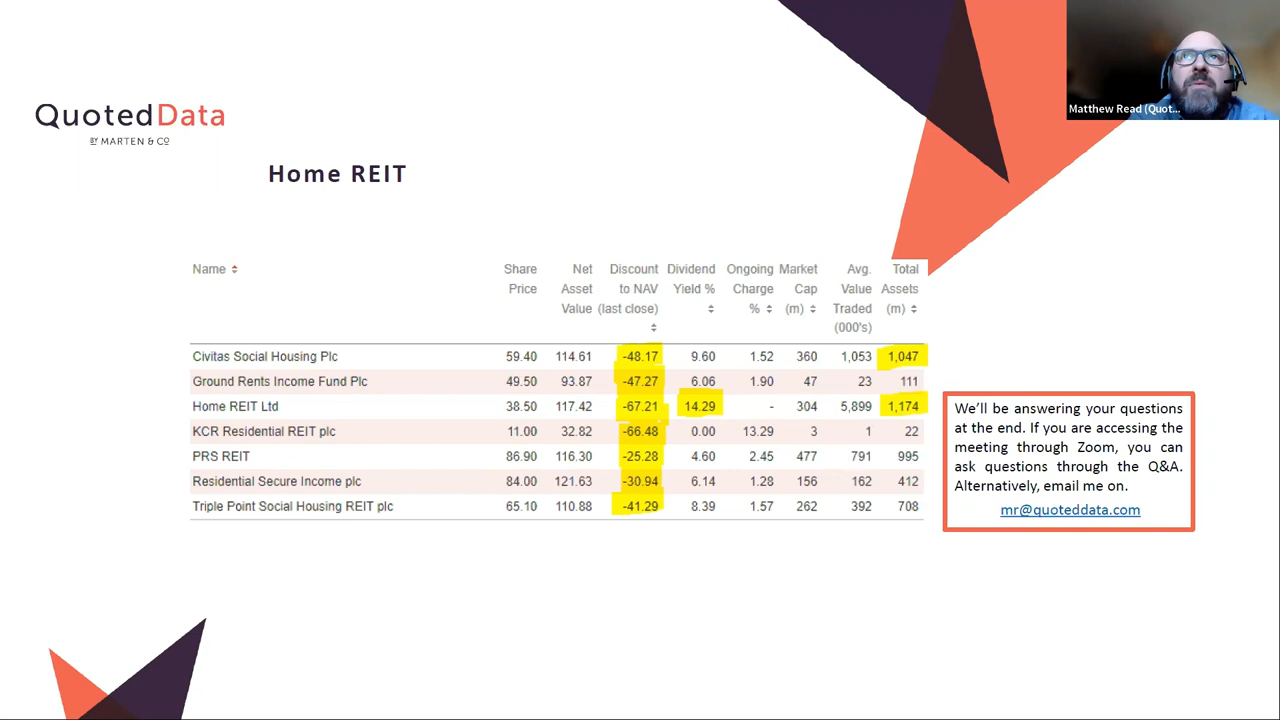 Matthew Read (Quot...
QuotedData
BY MARTEN & CO
Home REIT
Name Share Price Net Asset Value Discount to NAV (last close) Dividend Yield % Ongoing Charge % Market Cap (m) Avg. Value Traded (000's) Total Assets (m)
Civitas Social Housing Plc 59.40 114.61 -48.17 9.60 1.52 360 1,053 1,047
Ground Rents Income Fund Plc 49.50 93.87 -47.27 6.06 1.90 47 23 111
Home REIT Ltd 38.50 117.42 -67.21 14.29 - 304 5,899 1,174
KCR Residential REIT plc 11.00 32.82 -66.48 0.00 13.29 3 1 22
PRS REIT 86.90 116.30 -25.28 4.60 2.45 477 791 995
Residential Secure Income plc 84.00 121.63 -30.94 6.14 1.28 156 162 412
Triple Point Social Housing REIT plc 65.10 110.88 -41.29 8.39 1.57 262 392 708
We'll be answering your questions
at the end. If you are accessing the
meeting through Zoom, you can
ask questions through the Q&A.
Alternatively, email me on.
mr@quoteddata.com